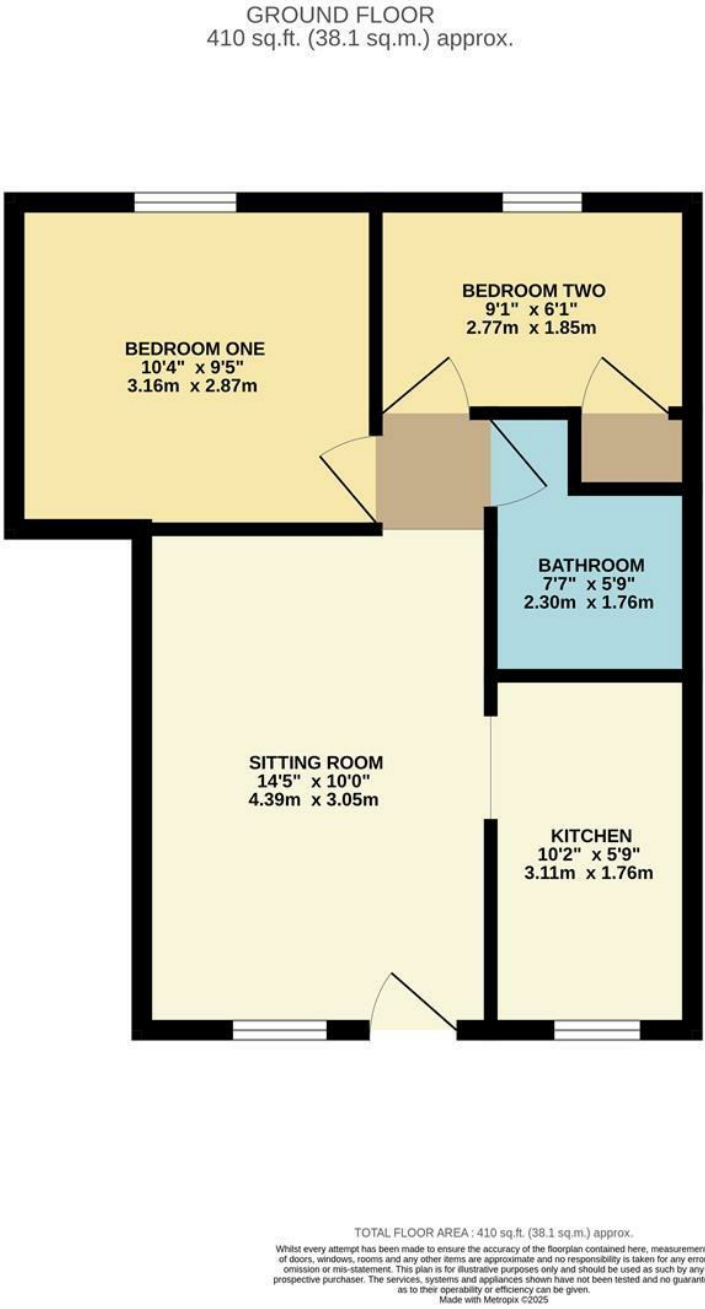 GROUND FLOOR
410 sq.ft. (38.1 sq.m.) approx.
BEDROOM TWO
9'1" x 6'1"
2.77m x 1.85m
BEDROOM ONE
10'4" x 9'5"
3.16m x 2.87m
BATHROOM
7'7" x 5'9"
2.30m x 1.76m
SITTING ROOM
14'5" x 10'0"
4.39m x 3.05m
KITCHEN
10'2" x 5'9"
3.11m x 1.76m
TOTAL FLOOR AREA : 410 sq.ft. (38.1 sq.m.) approx.
Whilst every attempt has been made to ensure the accuracy of the floorplan contained here, measuremen
of doors, windows, rooms and any other items are approximate and no responsibility is taken for any erro
omission or mis-statement. This plan is for illustrative purposes only and should be used as such by any
prospective purchaser. The services, systems and appliances shown have not been tested and no guarant
as to their operability or efficiency can be given.
Made with Metropix ©2025